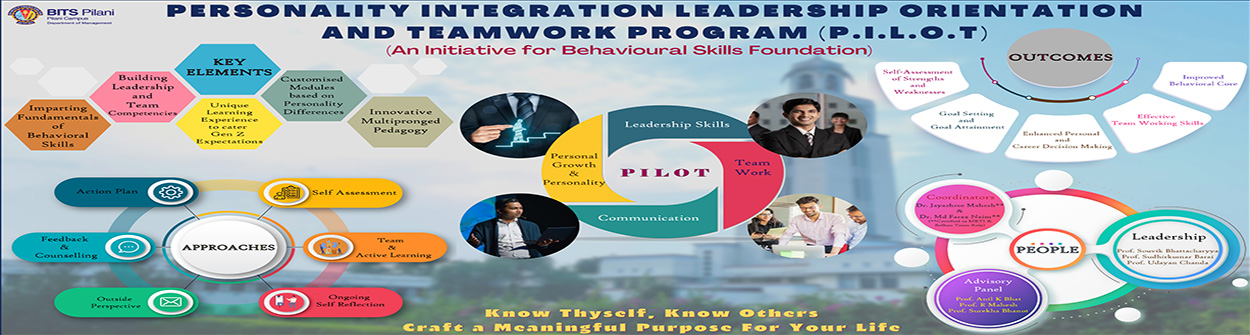 BITS Pilani
Pilani Campus
Department of Management
PERSONALITY INTEGRATION LEADERSHIP ORIENTATION
AND TEAMWORK PROGRAM (P.I.L.O.T)
(An Initiative for Behavioural Skills Foundation)
KEY
ELEMENTS
Imparting
Fundamentals
of
Behavioral
Skills
Building
Leadership
and
Team
Competencies
Unique
Learning
Experience
to cater
Gen Z
Expectations
Customised
Modules
based on
Personality
Differences
Innovative
Multipronged
Pedagogy
APPROACHES
Action Plan
Feedback
&
Counselling
Outside
Perspective
Self Assessment
Team
&
Active Learning
Ongoing
Self Reflection
PILOT
Leadership Skills
Team
Work
Communication
Personal
Growth
&
Personality
OUTCOMES
Self-Assessment
of Strengths
and
Weaknesses
Goal Setting
and
Goal Attainment
Enhanced Personal
and
Career Decision Making
Effective
Team Working Skills
Improved
Behavioral Core
PEOPLE
Coordinators
Dr. Jayashree Mahesh**
&
Dr. Md Faraz Naim**
(**Certified in MBTI &
Belbin Team Role)
Leadership
Prof. Souvik Bhattacharyya
Prof. Sudhirkumar Barai
Prof. Udayan Chanda
Advisory
Panel
Prof. Anil K Bhat
Prof. R Mahesh
Prof. Surekha Bhanot
Know Thyself, Know Others
Craft a Meaningful Purpose For Your Life